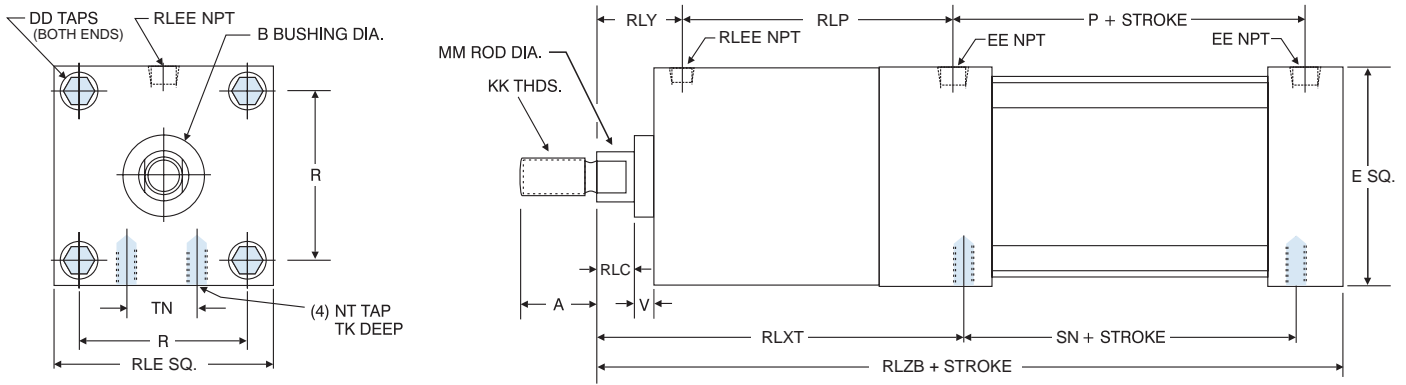 DD TAPS
(BOTH ENDS)
RLEE NPT
B BUSHING DIA.
R
TN
(4) NT TAP
TK DEEP
R
RLE SQ.
RLY
RLP
P + STROKE
RLEE NPT
EE NPT
EE NPT
MM ROD DIA.
KK THDS.
E SQ.
RLC
A
V
RLXT
SN + STROKE
RLZB + STROKE